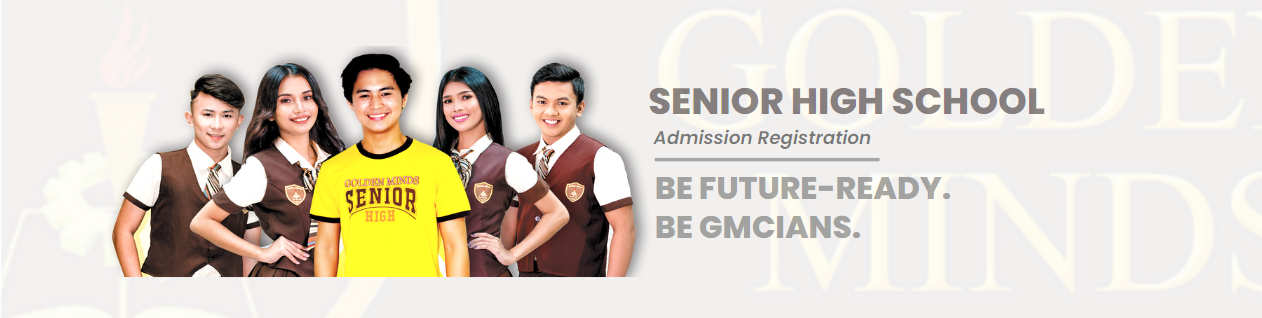 GOLDEN
MINDS
GOLDEN MINDS
SENIOR
HIGH
SENIOR HIGH SCHOOL
Admission Registration
BE FUTURE-READY.
BE GMCIANS.